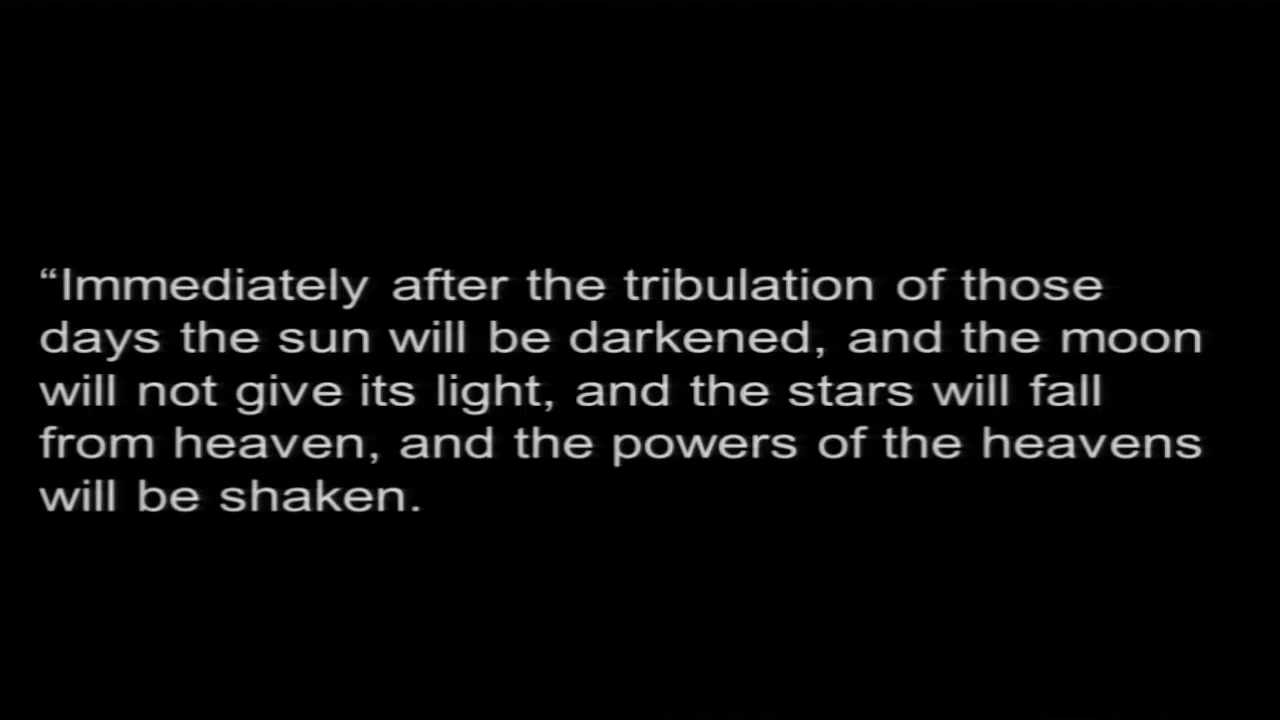 “Immediately after the tribulation of those
days the sun will be darkened, and the moon
will not give its light, and the stars will fall
from heaven, and the powers of the heavens
will be shaken.